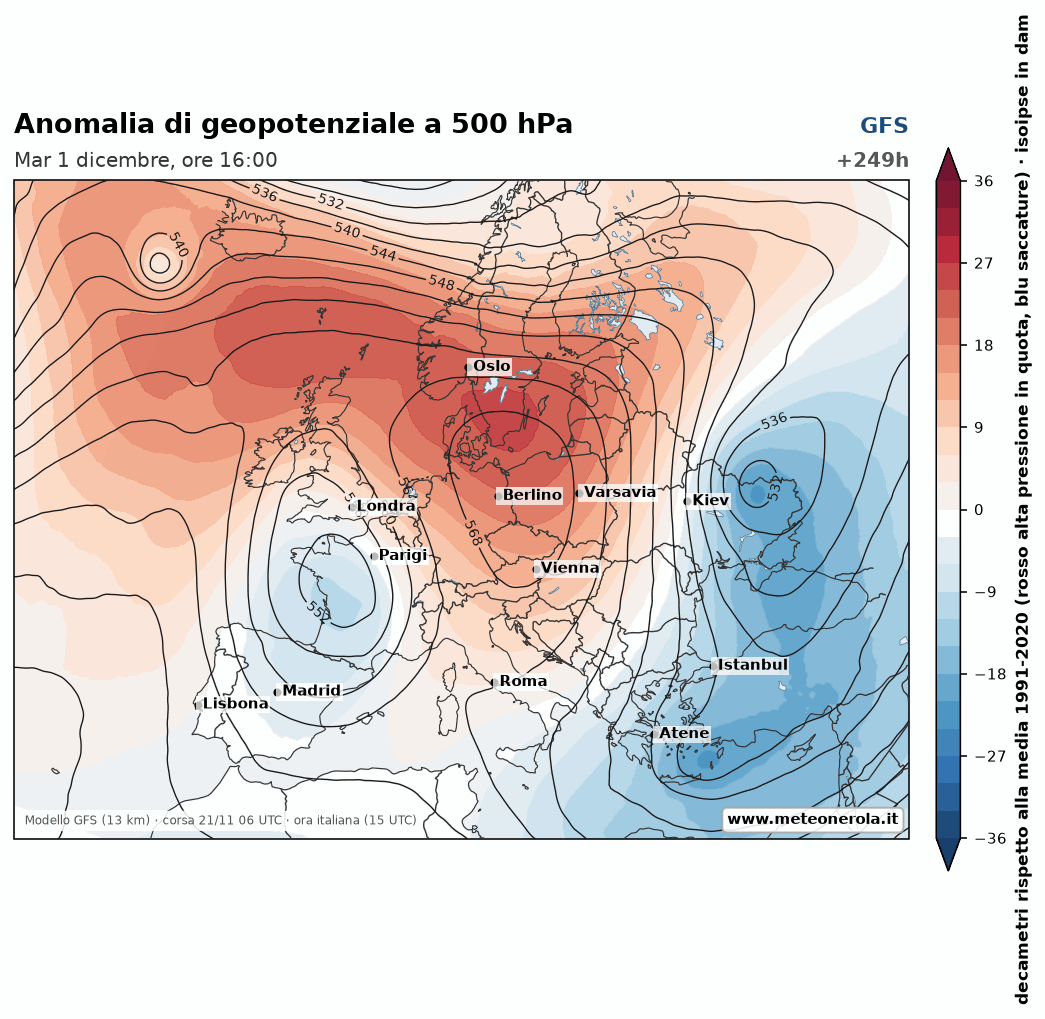 Anomalia di geopotenziale a 500 hPa
GFS
Mar 1 dicembre, ore 16:00
+249h
536
532
540
540
544
548
Oslo
536
532
Berlino
Varsavia
Kiev
Londra
568
Parigi
Vienna
552
Istanbul
Roma
Madrid
Lisbona
Atene
Modello GFS (13 km) · corsa 21/11 06 UTC · ora italiana (15 UTC)
www.meteonerola.it
36
27
18
9
0
−9
−18
−27
−36
decametri rispetto alla media 1991-2020 (rosso alta pressione in quota, blu saccature) · isoipse in dam